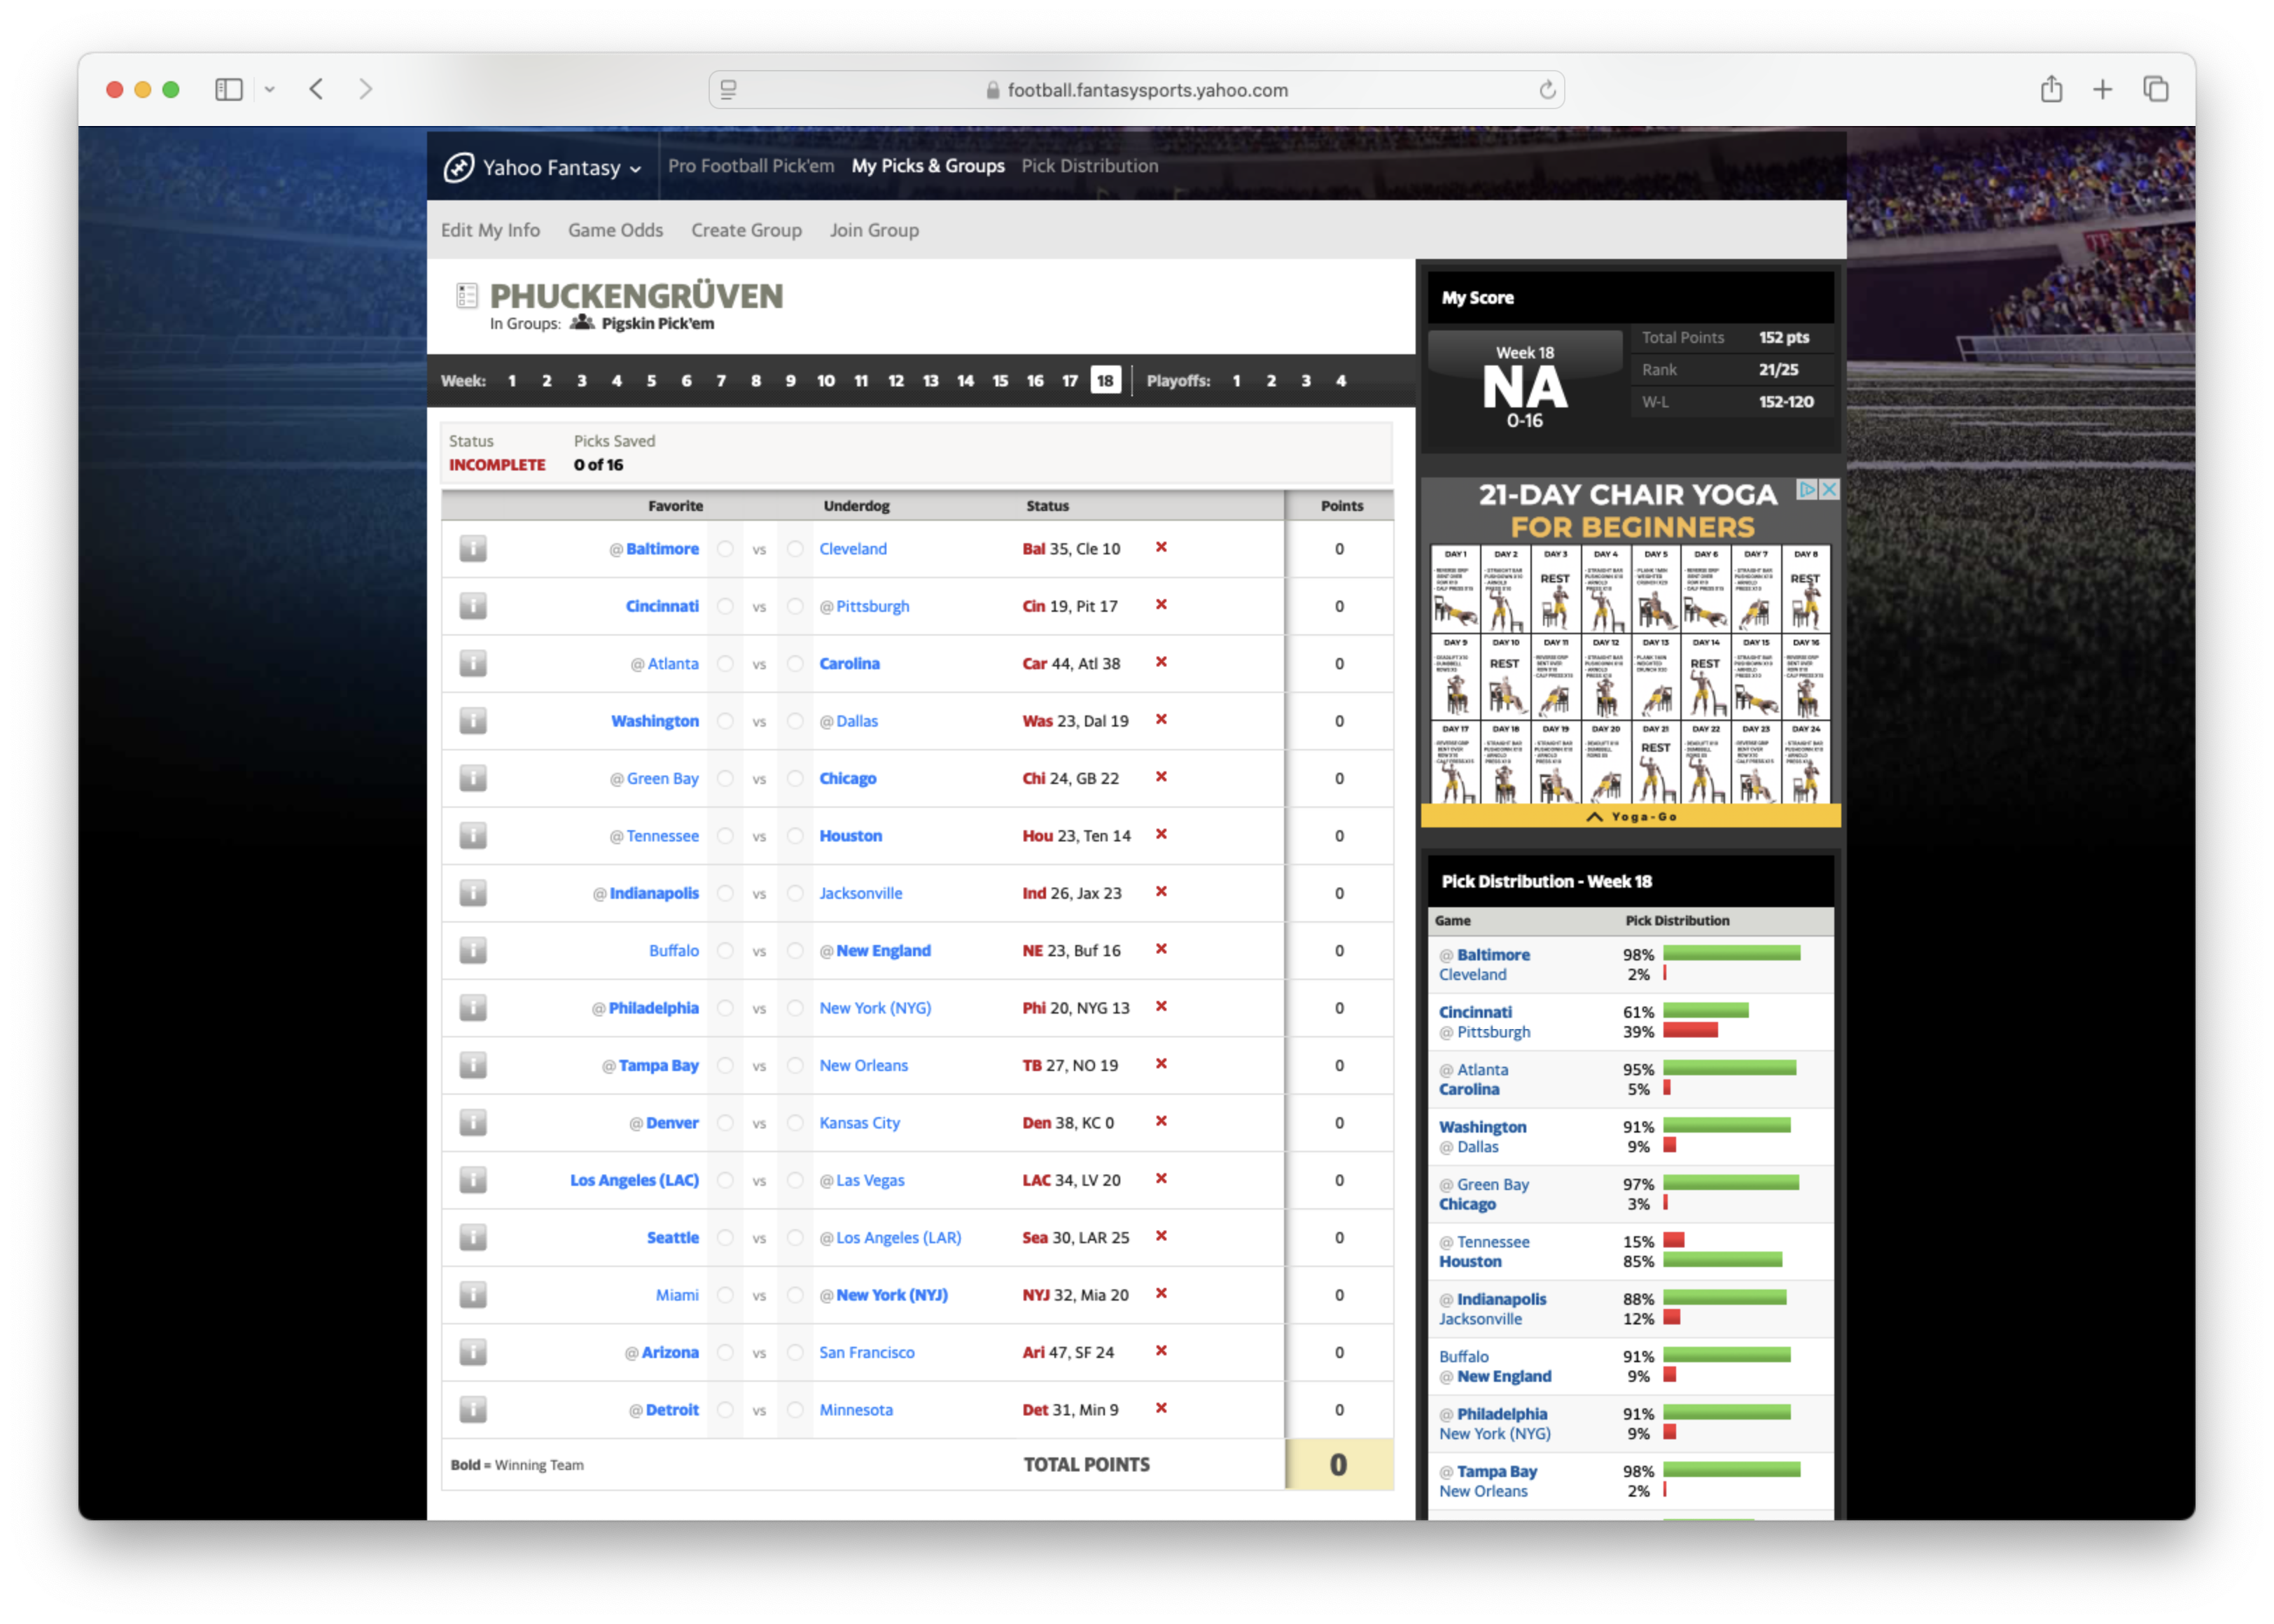 football.fantasysports.yahoo.com
Yahoo Fantasy Pro Football Pick'em My Picks & Groups Pick Distribution
Edit My Info Game Odds Create Group Join Group
PHUCKENGRÜVEN
In Groups: Pigskin Pick'em
Week: 1 2 3 4 5 6 7 8 9 10 11 12 13 14 15 16 17 18 Playoffs: 1 2 3 4
Status Picks Saved
INCOMPLETE 0 of 16
Favorite Underdog Status Points
@ Baltimore vs Cleveland Bal 35, Cle 10 0
Cincinnati vs @ Pittsburgh Cin 19, Pit 17 0
@ Atlanta vs Carolina Car 44, Atl 38 0
Washington vs @ Dallas Was 23, Dal 19 0
@ Green Bay vs Chicago Chi 24, GB 22 0
@ Tennessee vs Houston Hou 23, Ten 14 0
@ Indianapolis vs Jacksonville Ind 26, Jax 23 0
Buffalo vs @ New England NE 23, Buf 16 0
@ Philadelphia vs New York (NYG) Phi 20, NYG 13 0
@ Tampa Bay vs New Orleans TB 27, NO 19 0
@ Denver vs Kansas City Den 38, KC 0 0
Los Angeles (LAC) vs @ Las Vegas LAC 34, LV 20 0
Seattle vs @ Los Angeles (LAR) Sea 30, LAR 25 0
Miami vs @ New York (NYJ) NYJ 32, Mia 20 0
@ Arizona vs San Francisco Ari 47, SF 24 0
@ Detroit vs Minnesota Det 31, Min 9 0
Bold = Winning Team TOTAL POINTS 0
My Score
Week 18
NA
0-16
Total Points 152 pts
Rank 21/25
W-L 152-120
21-DAY CHAIR YOGA
FOR BEGINNERS
DAY 1 DAY 2 DAY 3 DAY 4 DAY 5 DAY 6 DAY 7 DAY 8
REST REST
DAY 9 DAY 10 DAY 11 DAY 12 DAY 13 DAY 14 DAY 15 DAY 16
REST REST
DAY 17 DAY 18 DAY 19 DAY 20 DAY 21 DAY 22 DAY 23 DAY 24
REST
Yoga-Go
Pick Distribution - Week 18
Game Pick Distribution
@ Baltimore 98%
Cleveland 2%
Cincinnati 61%
@ Pittsburgh 39%
@ Atlanta 95%
Carolina 5%
Washington 91%
@ Dallas 9%
@ Green Bay 97%
Chicago 3%
@ Tennessee 15%
Houston 85%
@ Indianapolis 88%
Jacksonville 12%
Buffalo 91%
@ New England 9%
@ Philadelphia 91%
New York (NYG) 9%
@ Tampa Bay 98%
New Orleans 2%